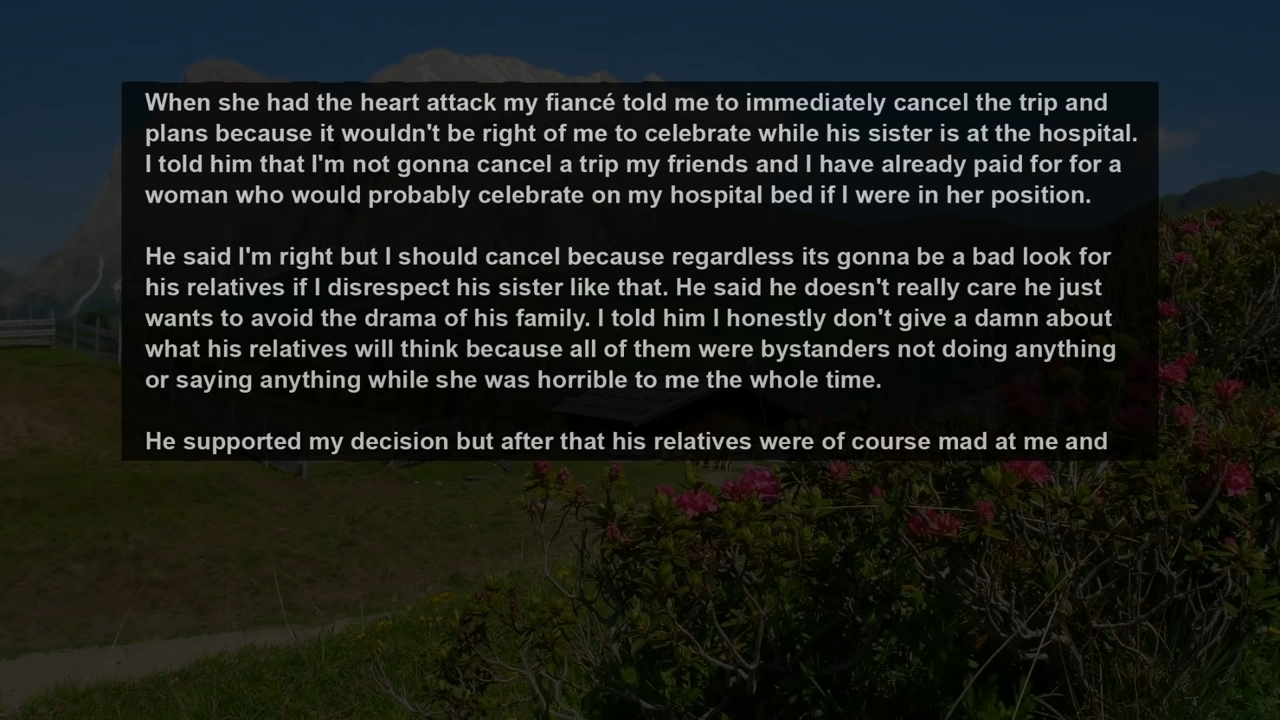 When she had the heart attack my fiancé told me to immediately cancel the trip and
plans because it wouldn't be right of me to celebrate while his sister is at the hospital.
I told him that I'm not gonna cancel a trip my friends and I have already paid for for a
woman who would probably celebrate on my hospital bed if I were in her position.
He said I'm right but I should cancel because regardless its gonna be a bad look for
his relatives if I disrespect his sister like that. He said he doesn't really care he just
wants to avoid the drama of his family. I told him I honestly don't give a damn about
what his relatives will think because all of them were bystanders not doing anything
or saying anything while she was horrible to me the whole time.
He supported my decision but after that his relatives were of course mad at me and